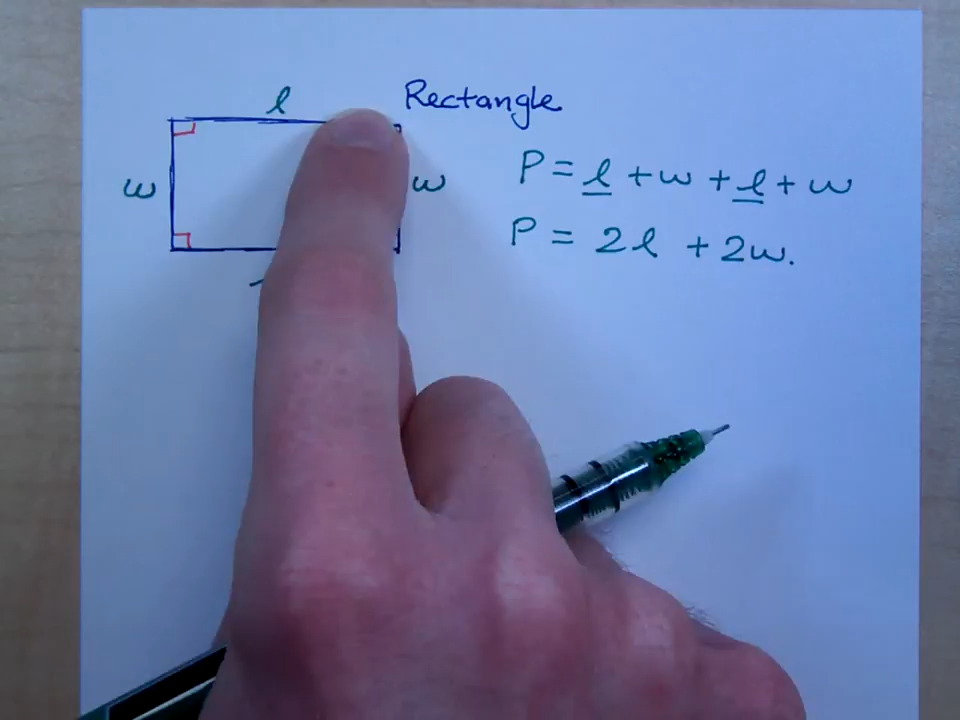 l Rectangle
w w P = l + w + l + w
P = 2l + 2w.